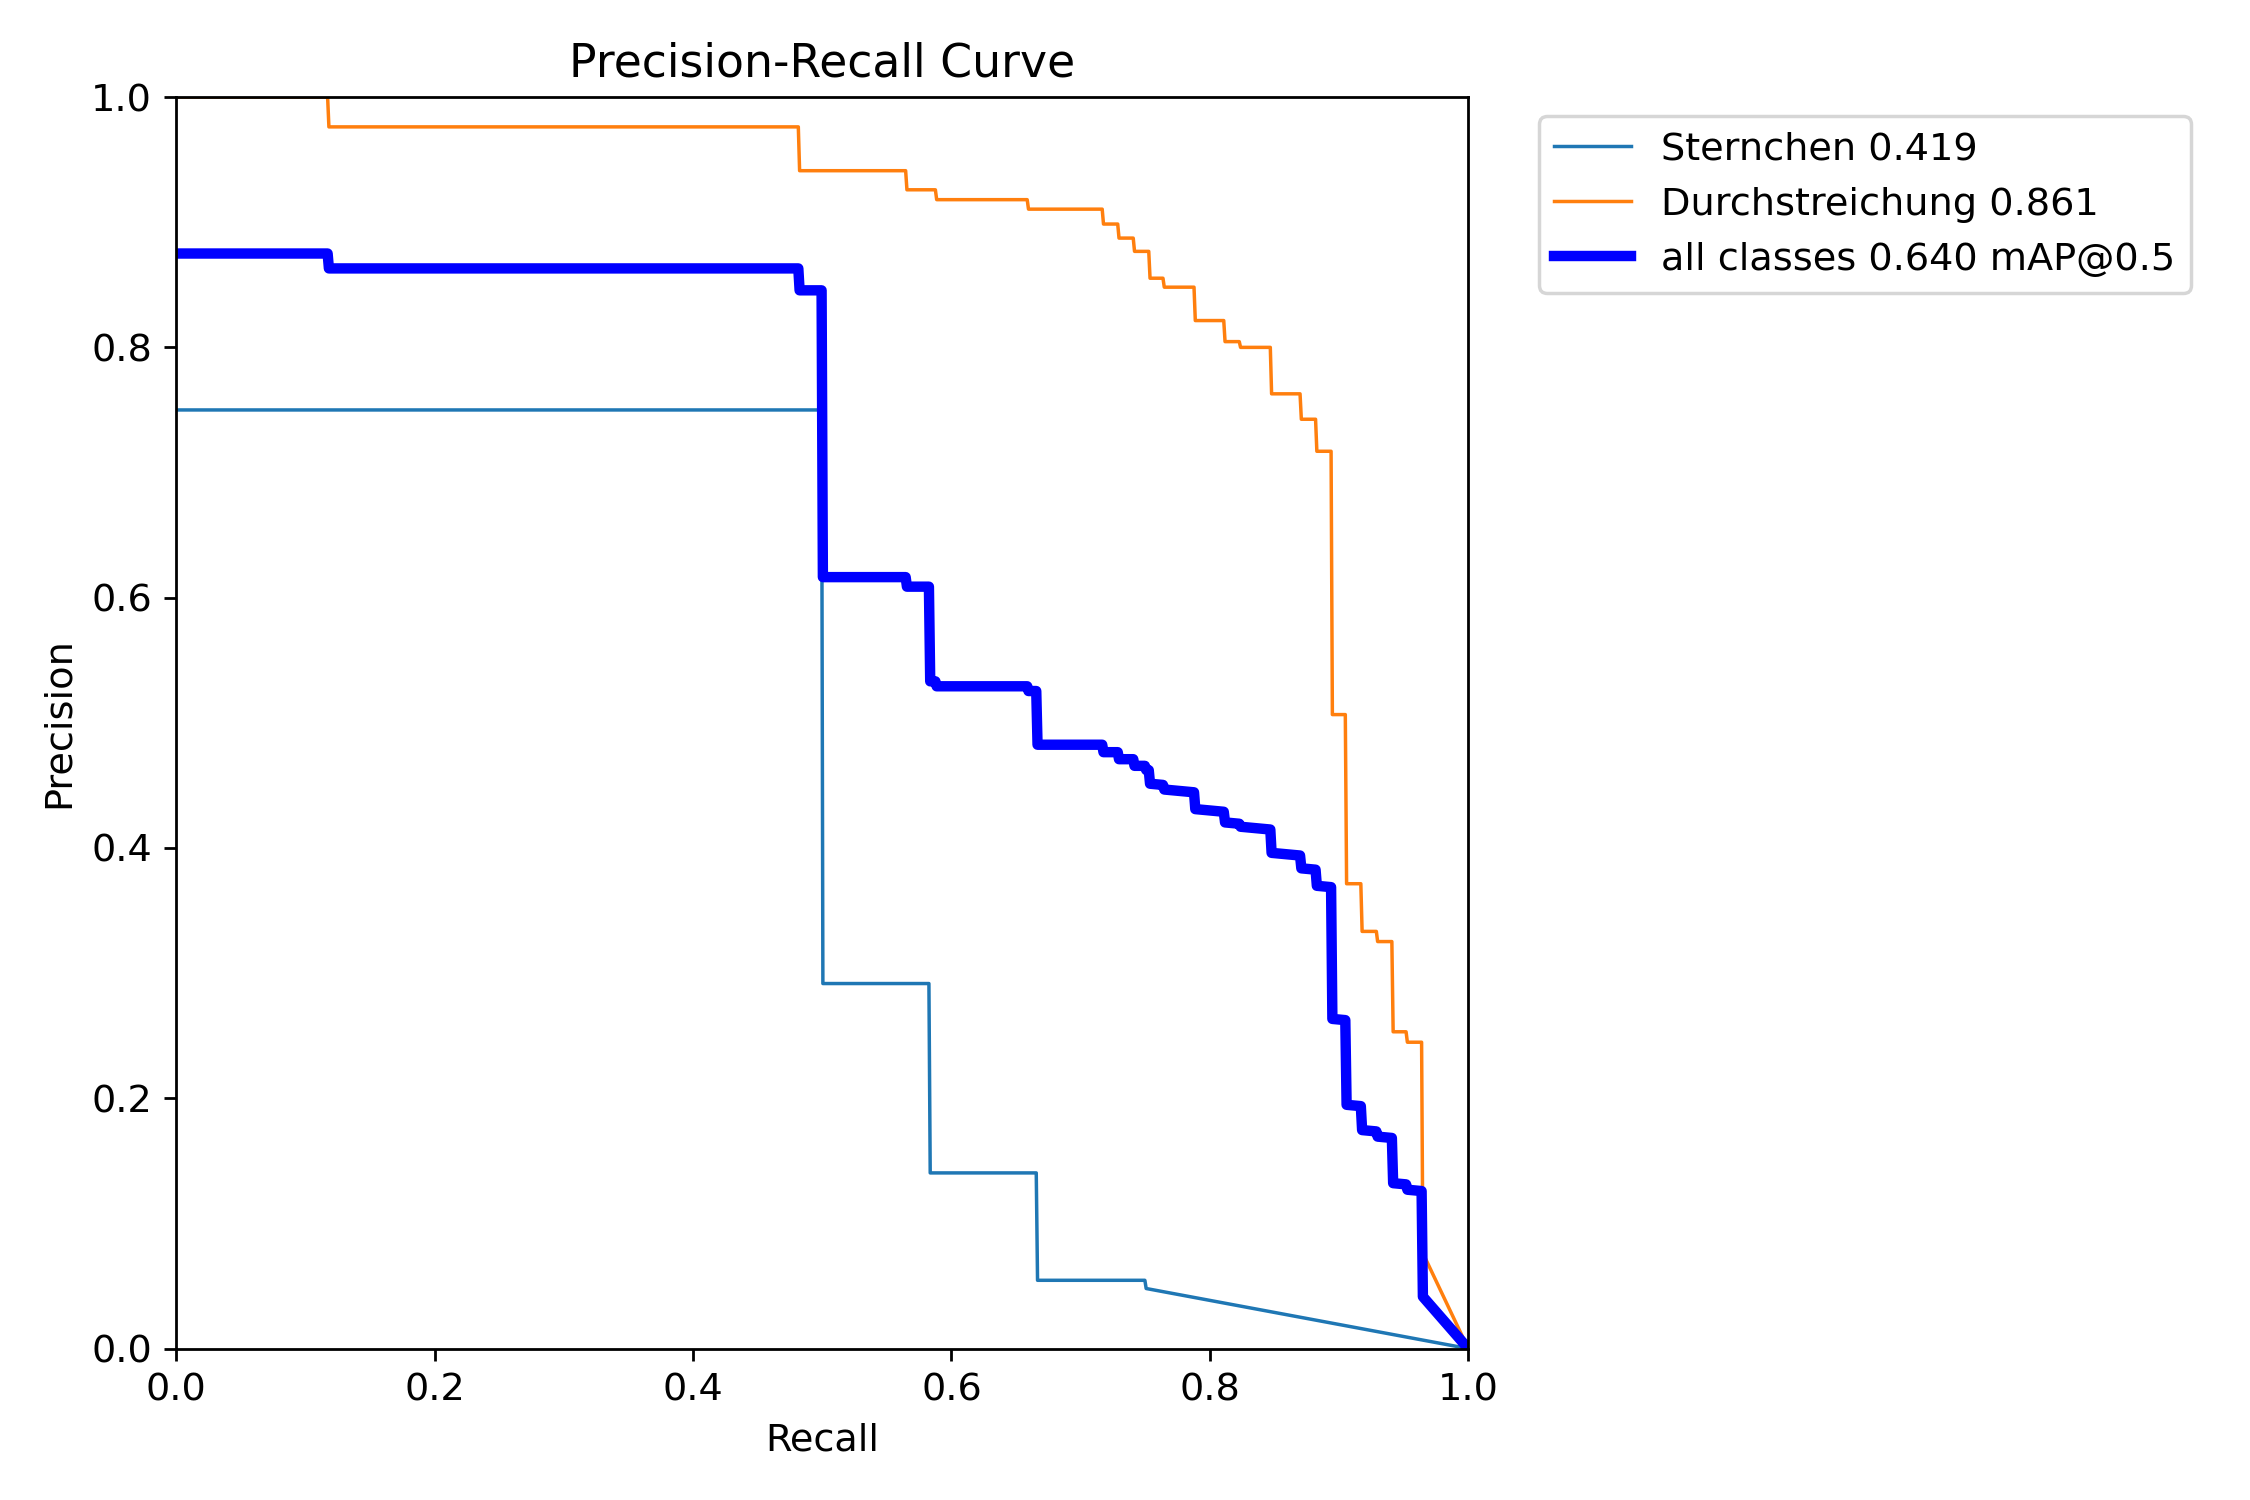 Precision-Recall Curve
Sternchen 0.419
Durchstreichung 0.861
all classes 0.640 mAP@0.5
Precision
1.0
0.8
0.6
0.4
0.2
0.0
0.0 0.2 0.4 0.6 0.8 1.0
Recall